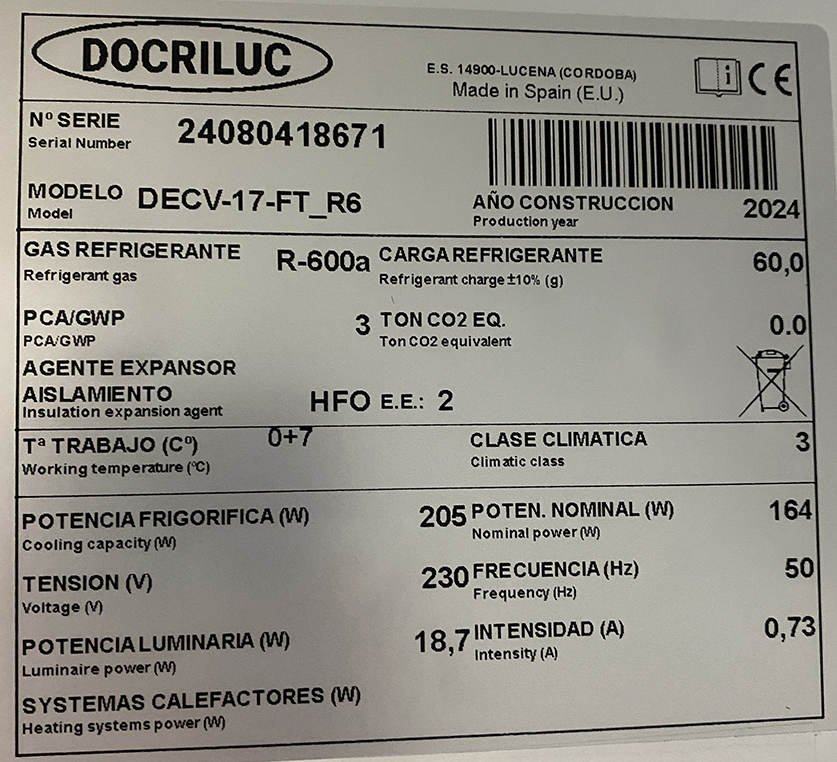 DOCRILUC
E.S. 14900-LUCENA (CORDOBA)
Made in Spain (E.U.)
Nº SERIE 24080418671
Serial Number
MODELO DECV-17-FT_R6 AÑO CONSTRUCCION 2024
Model Production year
GAS REFRIGERANTE R-600a CARGA REFRIGERANTE 60,0
Refrigerant gas Refrigerant charge ±10% (g)
PCA/GWP 3 TON CO2 EQ. 0.0
PCA/GWP Ton CO2 equivalent
AGENTE EXPANSOR
AISLAMIENTO HFO E.E.: 2
Insulation expansion agent
Tª TRABAJO (Cº) 0+7 CLASE CLIMATICA 3
Working temperature (ºC) Climatic class
POTENCIA FRIGORIFICA (W) 205 POTEN. NOMINAL (W) 164
Cooling capacity (W) Nominal power (W)
TENSION (V) 230 FRECUENCIA (Hz) 50
Voltage (V) Frequency (Hz)
POTENCIA LUMINARIA (W) 18,7 INTENSIDAD (A) 0,73
Luminaire power (W) Intensity (A)
SYSTEMAS CALEFACTORES (W)
Heating systems power (W)